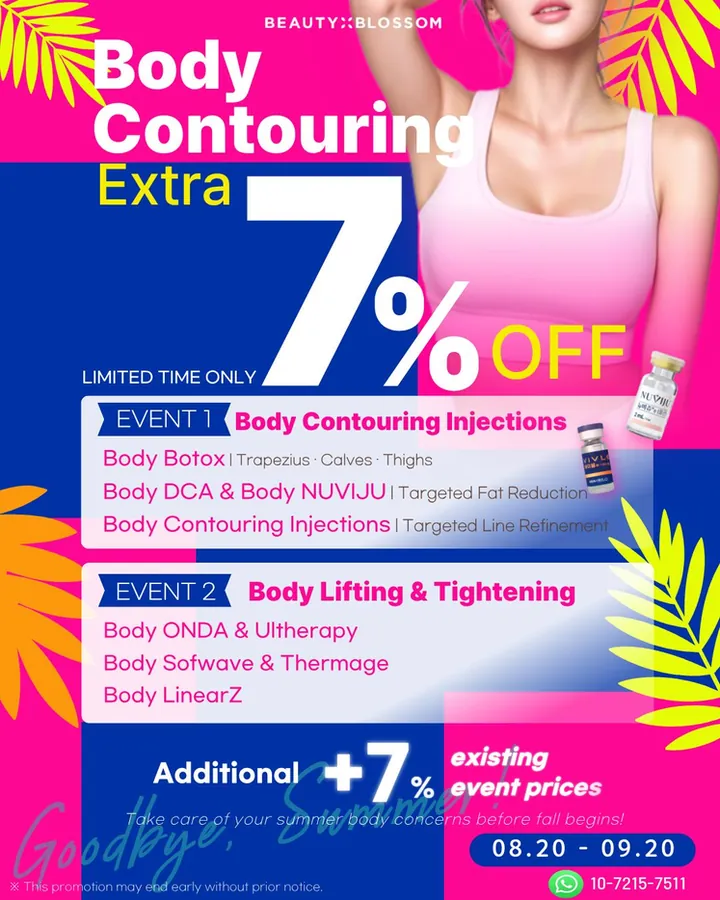 BEAUTY BLOSSOM
Body
Contouring
Extra
7% OFF
LIMITED TIME ONLY
EVENT 1 Body Contouring Injections
Body Botox | Trapezius · Calves · Thighs
Body DCA & Body NUVIJU | Targeted Fat Reduction
Body Contouring Injections | Targeted Line Refinement
NUVIJU
EVENT 2 Body Lifting & Tightening
Body ONDA & Ultherapy
Body Sofwave & Thermage
Body LinearZ
Additional +7% existing
event prices
Goodbye, Summer!
Take care of your summer body concerns before fall begins!
08.20 - 09.20
※ This promotion may end early without prior notice.
10-7215-7511